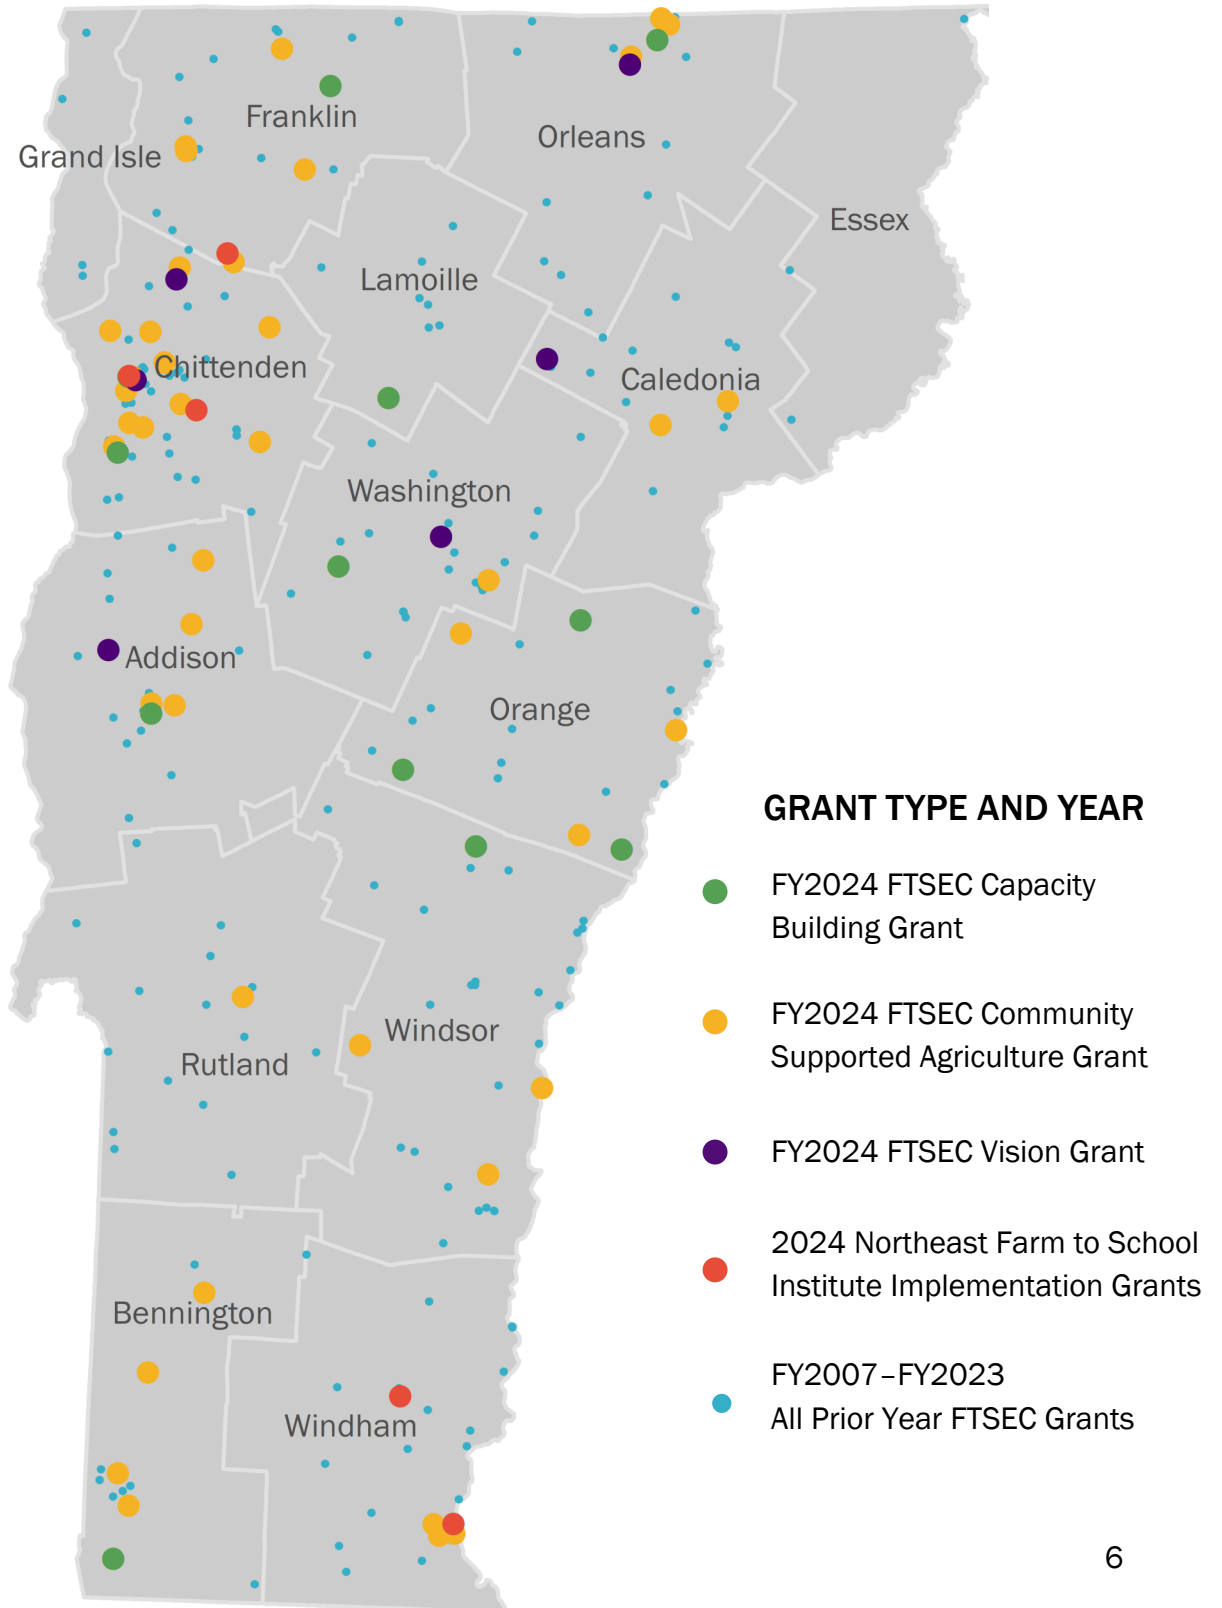 Franklin
Orleans
Grand Isle
Essex
Lamoille
Chittenden
Caledonia
Washington
Addison
Orange
GRANT TYPE AND YEAR
FY2024 FTSEC Capacity
Building Grant
FY2024 FTSEC Community
Supported Agriculture Grant
Windsor
Rutland
FY2024 FTSEC Vision Grant
2024 Northeast Farm to School
Institute Implementation Grants
Bennington
FY2007–FY2023
All Prior Year FTSEC Grants
Windham
6